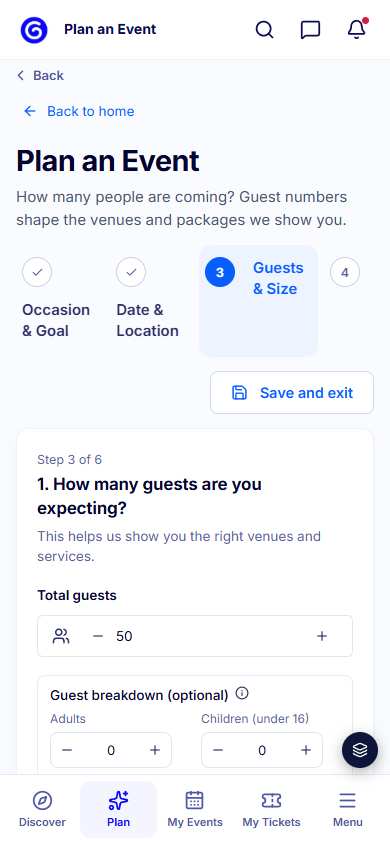 Plan an Event
Back
Back to home
Plan an Event
How many people are coming? Guest numbers
shape the venues and packages we show you.
Occasion
& Goal
Date &
Location
3
Guests
& Size
4
Save and exit
Step 3 of 6
1. How many guests are you
expecting?
This helps us show you the right venues and
services.
Total guests
50
Guest breakdown (optional)
Adults
Children (under 16)
0
0
Discover
Plan
My Events
My Tickets
Menu